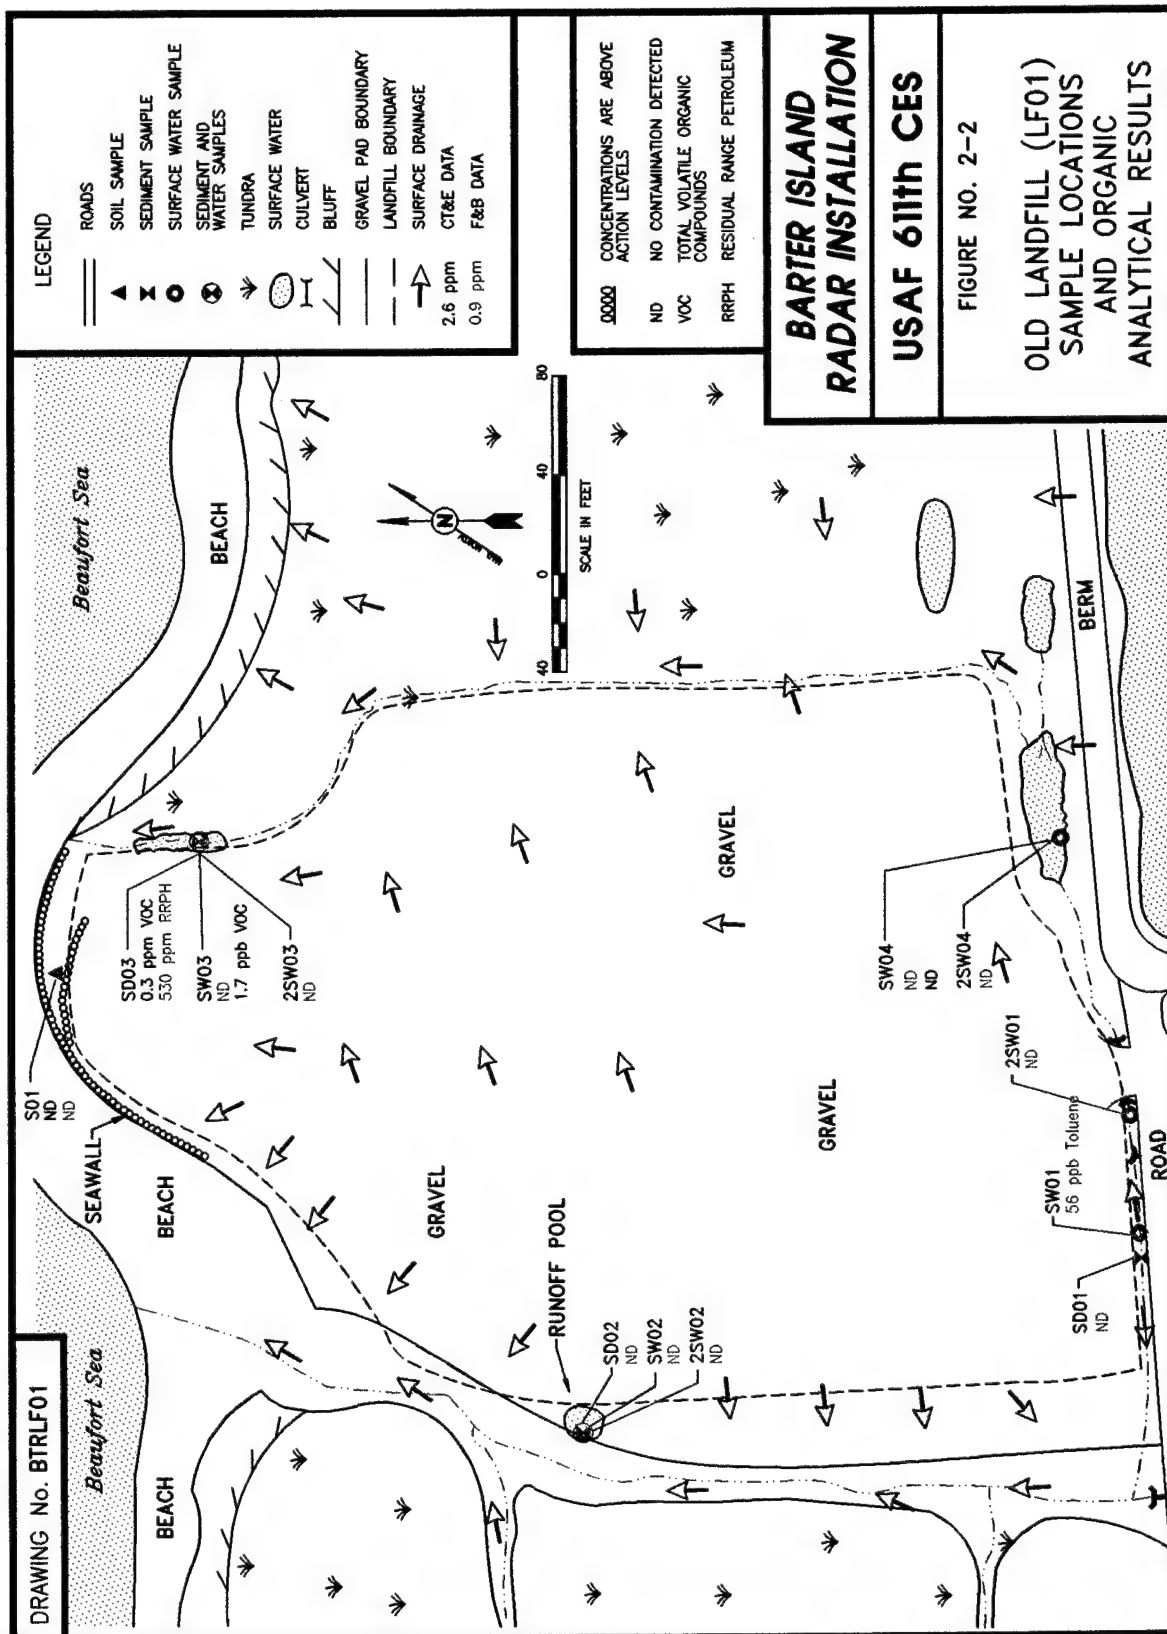 DRAWING No. BTRLF01
Beaufort Sea
Beaufort Sea
BEACH
BEACH
BEACH
SEAWALL
S01
ND
ND
SD03
0.3 ppm VOC
530 ppm RRPH
SW03
ND
1.7 ppb VOC
2SW03
ND
GRAVEL
RUNOFF POOL
SD02
ND
SW02
ND
2SW02
ND
GRAVEL
GRAVEL
SW04
ND
ND
2SW04
ND
2SW01
ND
SW01
56 ppb Toluene
SD01
ND
ROAD
BERM
N
MAG. NORTH
40 0 40 80
SCALE IN FEET
LEGEND
ROADS
SOIL SAMPLE
SEDIMENT SAMPLE
SURFACE WATER SAMPLE
SEDIMENT AND
WATER SAMPLES
TUNDRA
SURFACE WATER
CULVERT
BLUFF
GRAVEL PAD BOUNDARY
LANDFILL BOUNDARY
SURFACE DRAINAGE
2.6 ppm CT&E DATA
0.9 ppm F&B DATA
0000 CONCENTRATIONS ARE ABOVE
ACTION LEVELS
ND NO CONTAMINATION DETECTED
VOC TOTAL VOLATILE ORGANIC
COMPOUNDS
RRPH RESIDUAL RANGE PETROLEUM
BARTER ISLAND
RADAR INSTALLATION
USAF 611th CES
FIGURE NO. 2-2
OLD LANDFILL (LF01)
SAMPLE LOCATIONS
AND ORGANIC
ANALYTICAL RESULTS